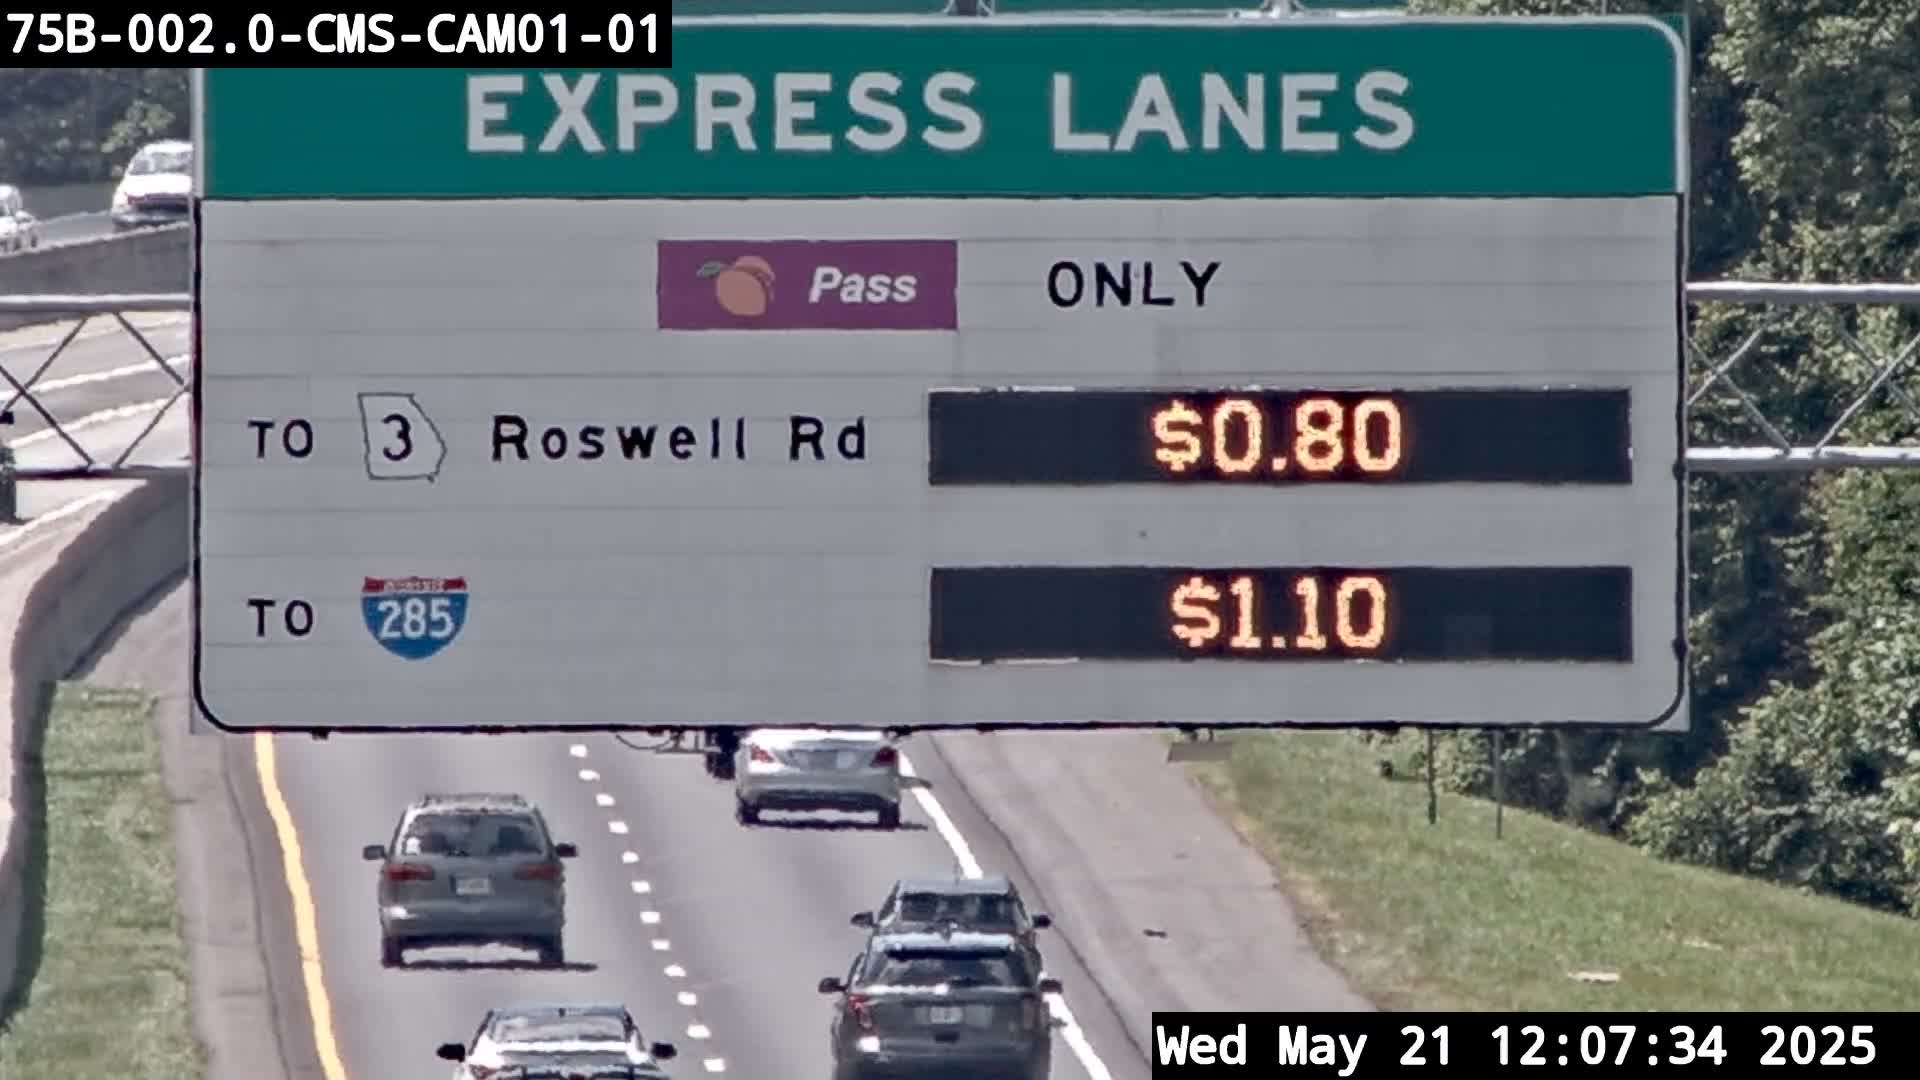 75B-002.0-CMS-CAM01-01
EXPRESS LANES
Pass ONLY
TO 3 Roswell Rd $0.80
TO 285 $1.10
Wed May 21 12:07:34 2025